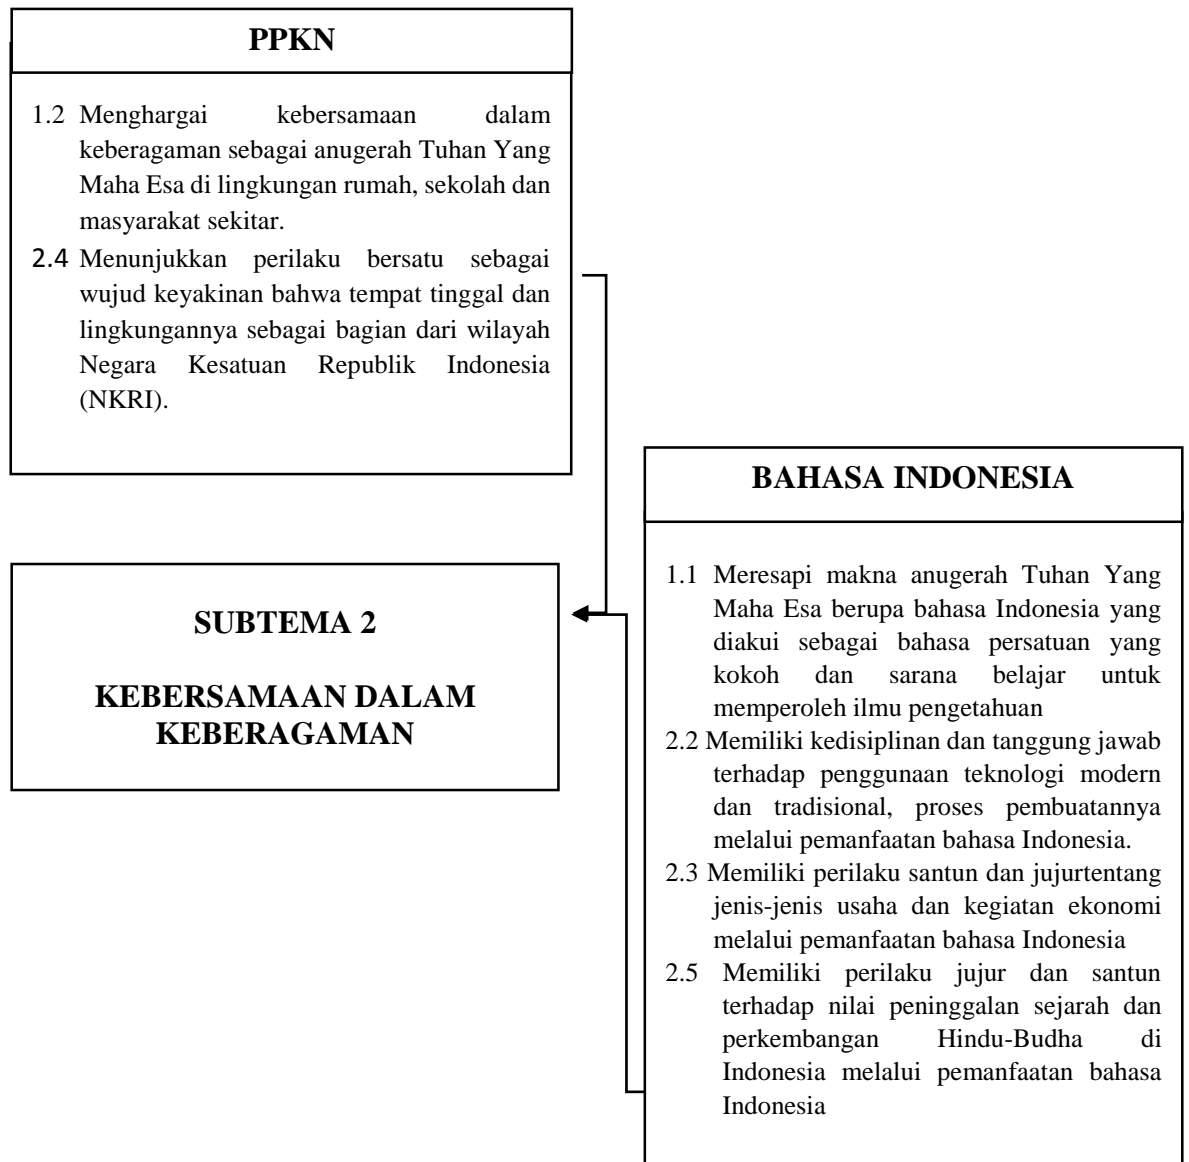 PPKN
1.2 Menghargai kebersamaan dalam
keberagaman sebagai anugerah Tuhan Yang
Maha Esa di lingkungan rumah, sekolah dan
masyarakat sekitar.
2.4 Menunjukkan perilaku bersatu sebagai
wujud keyakinan bahwa tempat tinggal dan
lingkungannya sebagai bagian dari wilayah
Negara Kesatuan Republik Indonesia
(NKRI).
SUBTEMA 2
KEBERSAMAAN DALAM
KEBERAGAMAN
BAHASA INDONESIA
1.1 Meresapi makna anugerah Tuhan Yang
Maha Esa berupa bahasa Indonesia yang
diakui sebagai bahasa persatuan yang
kokoh dan sarana belajar untuk
memperoleh ilmu pengetahuan
2.2 Memiliki kedisiplinan dan tanggung jawab
terhadap penggunaan teknologi modern
dan tradisional, proses pembuatannya
melalui pemanfaatan bahasa Indonesia.
2.3 Memiliki perilaku santun dan jujurtentang
jenis-jenis usaha dan kegiatan ekonomi
melalui pemanfaatan bahasa Indonesia
2.5 Memiliki perilaku jujur dan santun
terhadap nilai peninggalan sejarah dan
perkembangan Hindu-Budha di
Indonesia melalui pemanfaatan bahasa
Indonesia